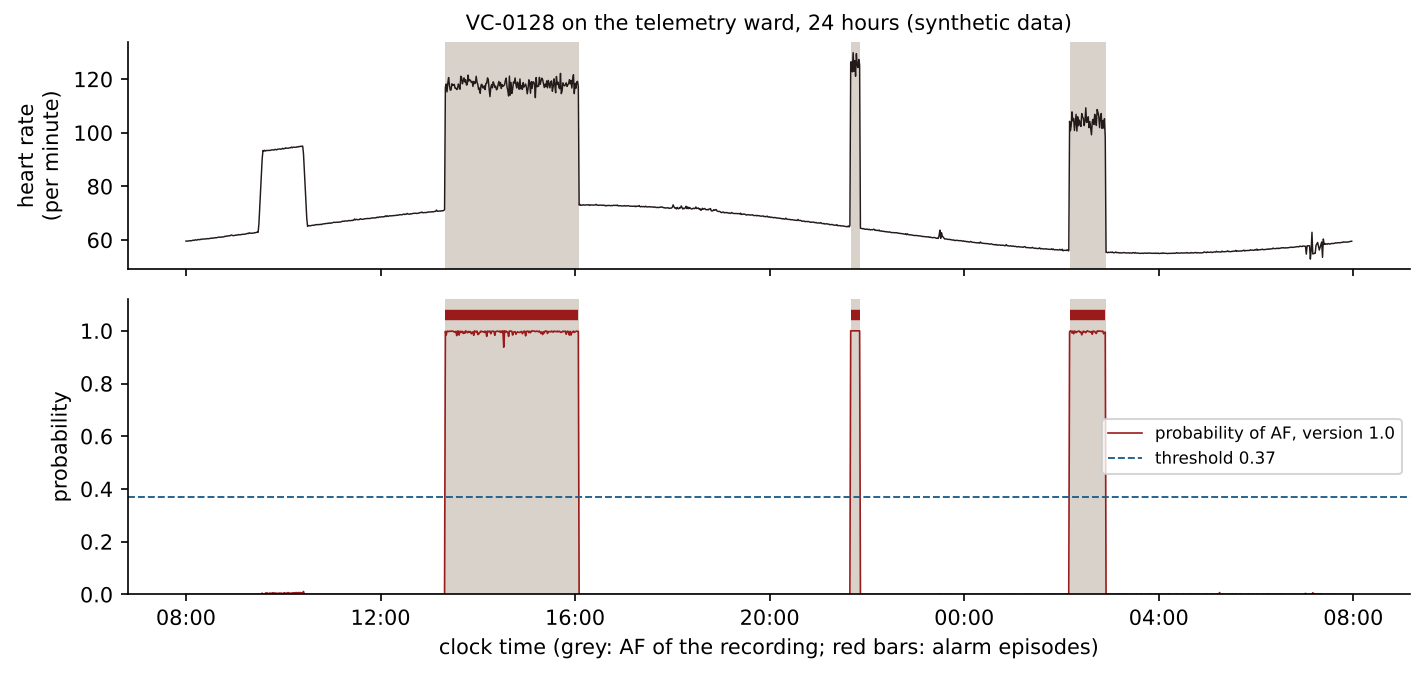 VC-0128 on the telemetry ward, 24 hours (synthetic data)
heart rate
(per minute)
120
100
80
60
probability
1.0
0.8
0.6
0.4
0.2
0.0
probability of AF, version 1.0
threshold 0.37
08:00
12:00
16:00
20:00
00:00
04:00
08:00
clock time (grey: AF of the recording; red bars: alarm episodes)